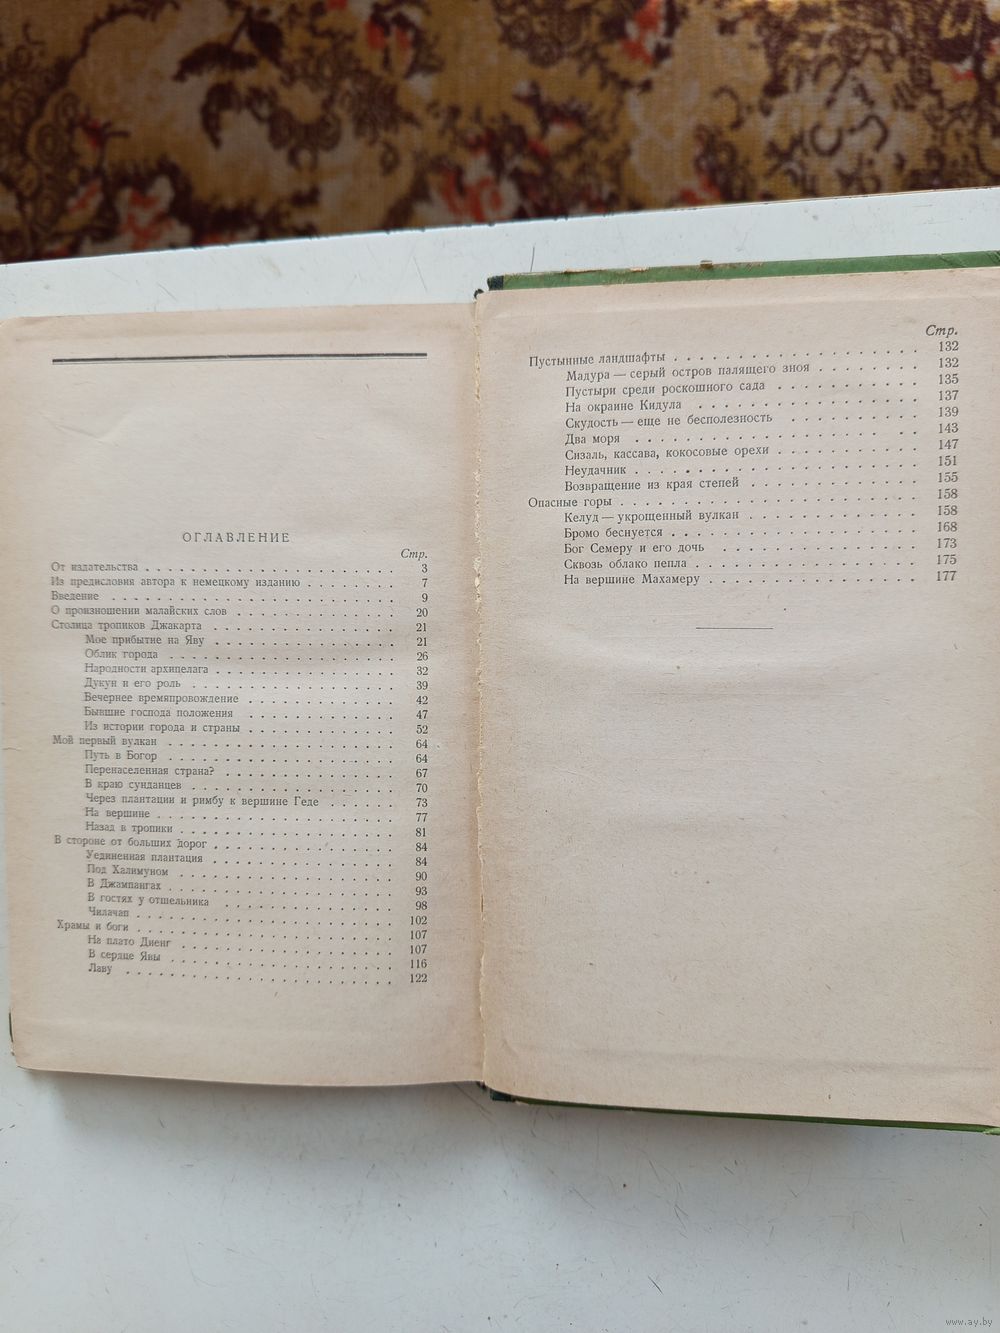 ОГЛАВЛЕНИЕ
Стр.
От издательства . . . . . . . . . . 3
Из предисловия автора к немецкому изданию . . . . . . . . . . 7
Введение . . . . . . . . . . 9
О произношении малайских слов . . . . . . . . . . 20
Столица тропиков Джакарта . . . . . . . . . . 21
Мое прибытие на Яву . . . . . . . . . . 21
Облик города . . . . . . . . . . 26
Народности архипелага . . . . . . . . . . 32
Дукун и его роль . . . . . . . . . . 39
Вечернее времяпровождение . . . . . . . . . . 42
Бывшие господа положения . . . . . . . . . . 47
Из истории города и страны . . . . . . . . . . 52
Мой первый вулкан . . . . . . . . . . 64
Путь в Богор . . . . . . . . . . 64
Перенаселенная страна? . . . . . . . . . . 67
В краю сунданцев . . . . . . . . . . 70
Через плантации и римбу к вершине Геде . . . . . . 73
На вершине . . . . . . . . . . 77
Назад в тропики . . . . . . . . . . 81
В стороне от больших дорог . . . . . . . . . . 84
Уединенная плантация . . . . . . . . . . 84
Под Халимуном . . . . . . . . . . 90
В Джампангах . . . . . . . . . . 93
В гостях у отшельника . . . . . . . . . . 98
Чилачап . . . . . . . . . . 102
Храмы и боги . . . . . . . . . . 107
На плато Диенг . . . . . . . . . . 107
В сердце Явы . . . . . . . . . . 116
Лаву . . . . . . . . . . 122
Стр.
Пустынные ландшафты . . . . . . . . . . 132
Мадура — серый остров палящего зноя . . . . . . . . 132
Пустыри среди роскошного сада . . . . . . . . . . 135
На окраине Кидула . . . . . . . . . . 137
Скудость — еще не бесполезность . . . . . . . . . . 139
Два моря . . . . . . . . . . 143
Сизаль, кассава, кокосовые орехи . . . . . . . . . . 147
Неудачник . . . . . . . . . . 151
Возвращение из края степей . . . . . . . . . . 155
Опасные горы . . . . . . . . . . 158
Келуд — укрощенный вулкан . . . . . . . . . . 158
Бромо беснуется . . . . . . . . . . 168
Бог Семеру и его дочь . . . . . . . . . . 173
Сквозь облако пепла . . . . . . . . . . 175
На вершине Махамеру . . . . . . . . . . 177
www.ay.by